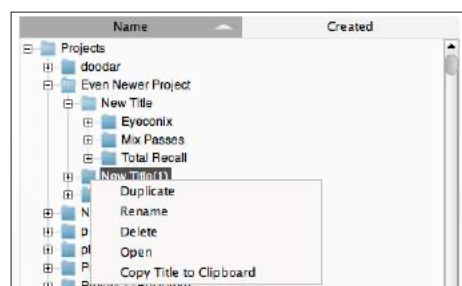 Name Created
Projects
doodar
Even Newer Project
New Title
Eyeconix
Mix Passes
Total Recall
New Title(1)
Duplicate
Rename
N
Delete
p
Open
pl
Copy Title to Clipboard
P